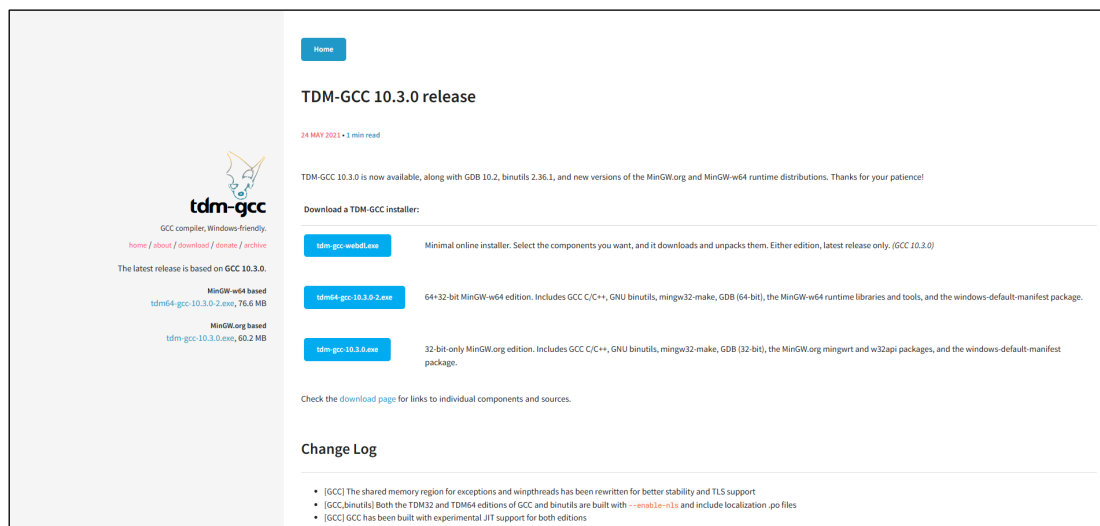 Home
TDM-GCC 10.3.0 release
24 MAY 2021 • 1 min read
TDM-GCC 10.3.0 is now available, along with GDB 10.2, binutils 2.36.1, and new versions of the MinGW.org and MinGW-w64 runtime distributions. Thanks for your patience!
Download a TDM-GCC installer:
tdm-gcc-webdl.exe
Minimal online installer. Select the components you want, and it downloads and unpacks them. Either edition, latest release only. (GCC 10.3.0)
tdm64-gcc-10.3.0-2.exe
64+32-bit MinGW-w64 edition. Includes GCC C/C++, GNU binutils, mingw32-make, GDB (64-bit), the MinGW-w64 runtime libraries and tools, and the windows-default-manifest package.
tdm-gcc-10.3.0.exe
32-bit-only MinGW.org edition. Includes GCC C/C++, GNU binutils, mingw32-make, GDB (32-bit), the MinGW.org mingwrt and w32api packages, and the windows-default-manifest
package.
Check the download page for links to individual components and sources.
Change Log
• [GCC] The shared memory region for exceptions and winpthreads has been rewritten for better stability and TLS support
• [GCC,binutils] Both the TDM32 and TDM64 editions of GCC and binutils are built with --enable-nls and include localization .po files
• [GCC] GCC has been built with experimental JIT support for both editions
tdm-gcc
GCC compiler, Windows-friendly.
home / about / download / donate / archive
The latest release is based on GCC 10.3.0.
MinGW-w64 based
tdm64-gcc-10.3.0-2.exe, 76.6 MB
MinGW.org based
tdm-gcc-10.3.0.exe, 60.2 MB